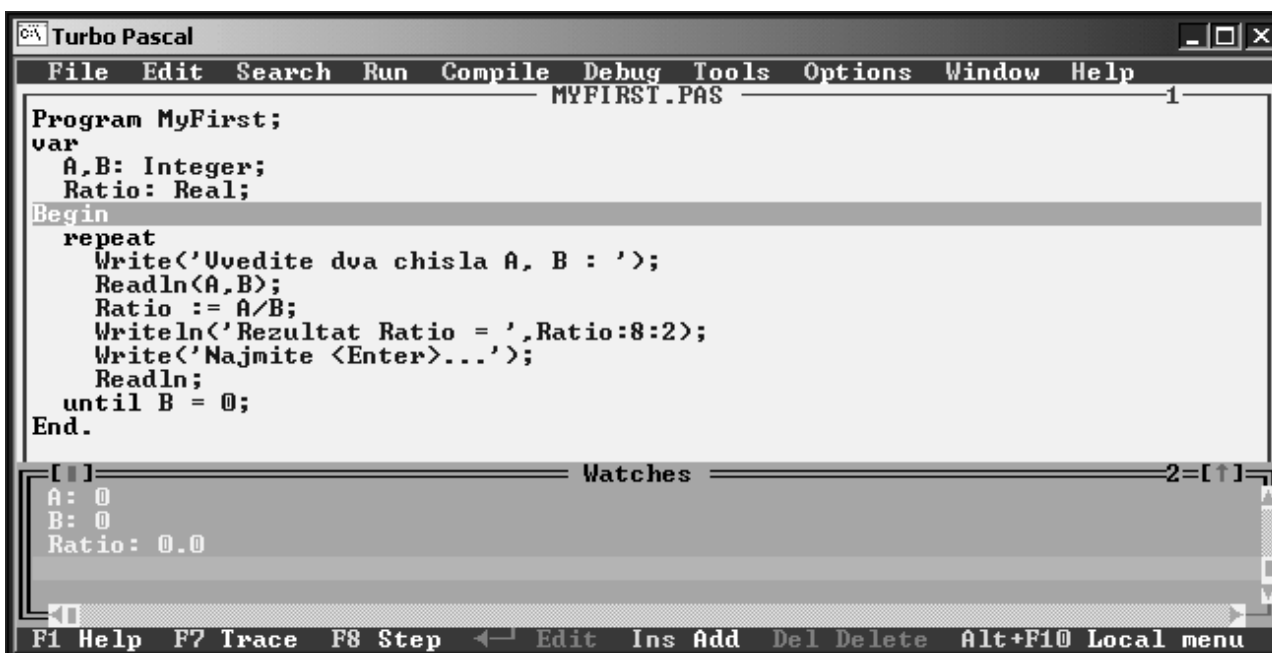 Turbo Pascal
File Edit Search Run Compile Debug Tools Options Window Help
MYFIRST.PAS 1
Program MyFirst;
var
A,B: Integer;
Ratio: Real;
Begin
repeat
Write('Vvedite dva chisla A, B : ');
Readln(A,B);
Ratio := A/B;
Writeln('Rezultat Ratio = ',Ratio:8:2);
Write('Najmite <Enter>...');
Readln;
until B = 0;
End.
Watches 2=[↑]
A: 0
B: 0
Ratio: 0.0
F1 Help F7 Trace F8 Step ◄─┘ Edit Ins Add Del Delete Alt+F10 Local menu